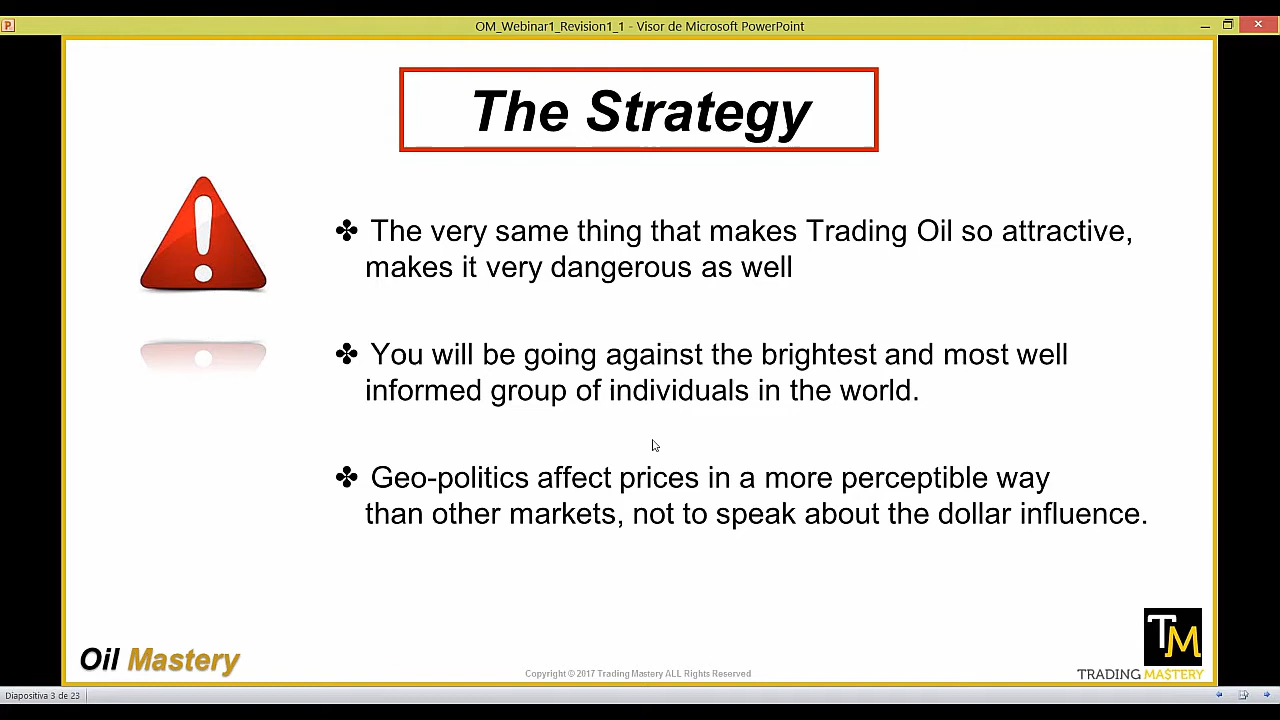 OM_Webinar1_Revision1_1 - Visor de Microsoft PowerPoint
The Strategy
The very same thing that makes Trading Oil so attractive,
makes it very dangerous as well
You will be going against the brightest and most well
informed group of individuals in the world.
Geo-politics affect prices in a more perceptible way
than other markets, not to speak about the dollar influence.
Oil Mastery
Copyright © 2017 Trading Mastery ALL Rights Reserved
TM
TRADING MASTERY
Diapositiva 3 de 23